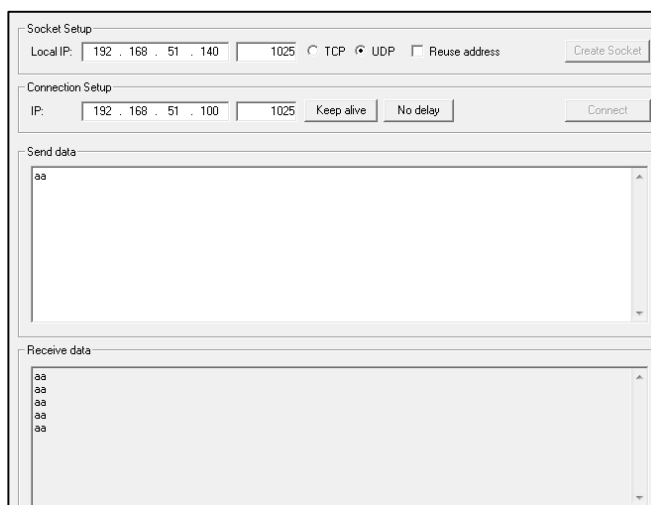 Socket Setup
Local IP: 192 . 168 . 51 . 140 1025 TCP UDP Reuse address Create Socket
Connection Setup
IP: 192 . 168 . 51 . 100 1025 Keep alive No delay Connect
Send data
aa
Receive data
aa
aa
aa
aa
aa